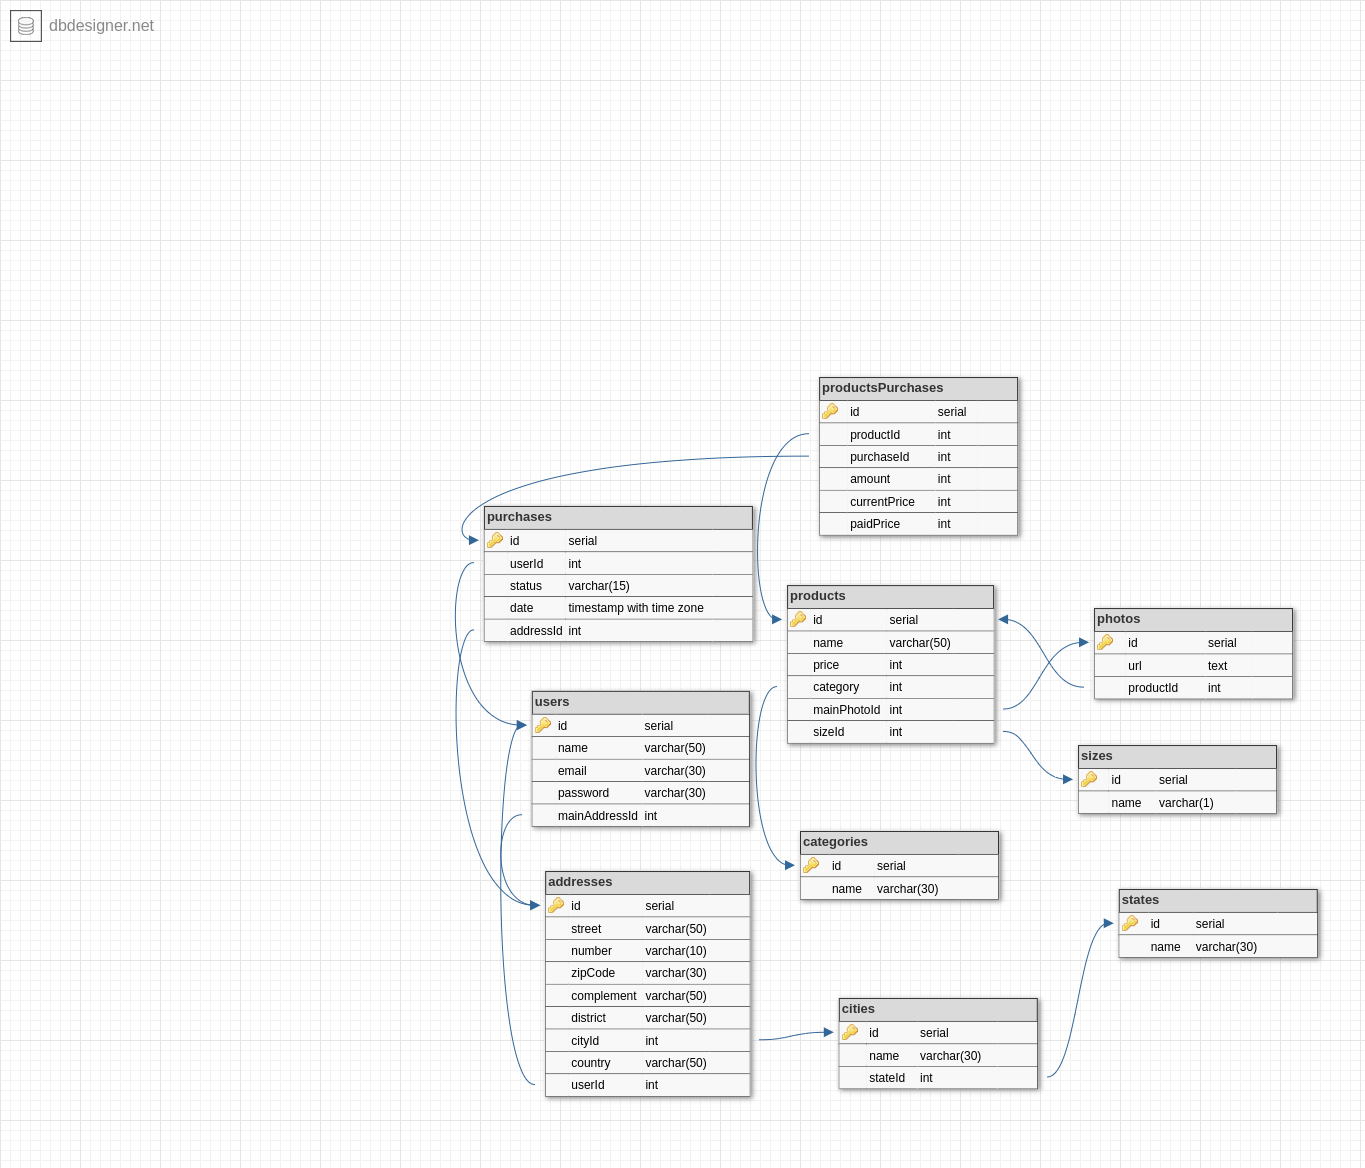 dbdesigner.net
productsPurchases
id serial
productId int
purchaseId int
amount int
currentPrice int
paidPrice int
purchases
id serial
userId int
status varchar(15)
date timestamp with time zone
addressId int
products
id serial
name varchar(50)
price int
category int
mainPhotoId int
sizeId int
photos
id serial
url text
productId int
users
id serial
name varchar(50)
email varchar(30)
password varchar(30)
mainAddressId int
sizes
id serial
name varchar(1)
categories
id serial
name varchar(30)
addresses
id serial
street varchar(50)
number varchar(10)
zipCode varchar(30)
complement varchar(50)
district varchar(50)
cityId int
country varchar(50)
userId int
states
id serial
name varchar(30)
cities
id serial
name varchar(30)
stateId int